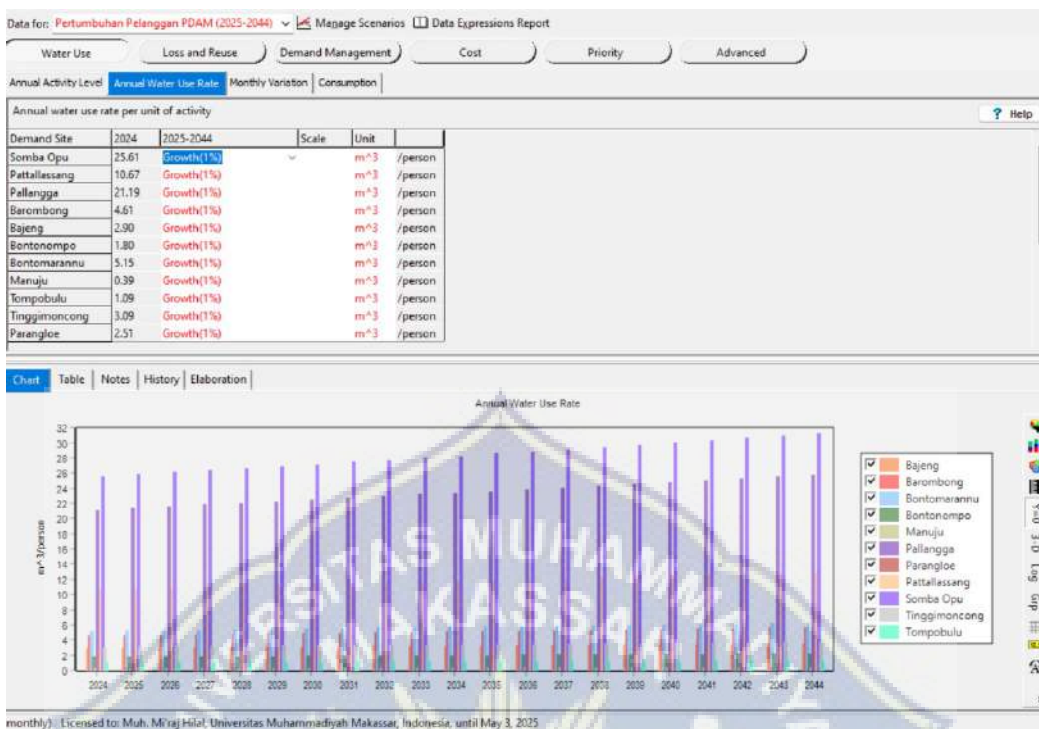 Data for: Pertumbuhan Pelanggan PDAM (2025-2044) Manage Scenarios Data Expressions Report
Water Use Loss and Reuse Demand Management Cost Priority Advanced
Annual Activity Level Annual Water Use Rate Monthly Variation Consumption
Annual water use rate per unit of activity
? Help
Demand Site 2024 2025-2044 Scale Unit
Somba Opu 25.61 Growth(1%) m^3 /person
Pattallassang 10.67 Growth(1%) m^3 /person
Pallangga 21.19 Growth(1%) m^3 /person
Barombong 4.61 Growth(1%) m^3 /person
Bajeng 2.90 Growth(1%) m^3 /person
Bontonompo 1.80 Growth(1%) m^3 /person
Bontomarannu 5.15 Growth(1%) m^3 /person
Manuju 0.39 Growth(1%) m^3 /person
Tompobulu 1.09 Growth(1%) m^3 /person
Tinggimoncong 3.09 Growth(1%) m^3 /person
Parangloe 2.51 Growth(1%) m^3 /person
Chart Table Notes History Elaboration
Annual Water Use Rate
32
30
28
26
24
22
20
18
16
14
12
10
8
6
4
2
0
m^3/person
2024 2025 2026 2027 2028 2029 2030 2031 2032 2033 2034 2035 2036 2037 2038 2039 2040 2041 2042 2043 2044
Bajeng
Barombong
Bontomarannu
Bontonompo
Manuju
Pallangga
Parangloe
Pattallassang
Somba Opu
Tinggimoncong
Tompobulu
Y=0
3-D
Log
UNIVERSITAS MUHAMMADIYAH
MAKASSAR
monthly). Licensed to: Muh. Mi'raj Hilal, Universitas Muhammadiyah Makassar, Indonesia, until May 3, 2025